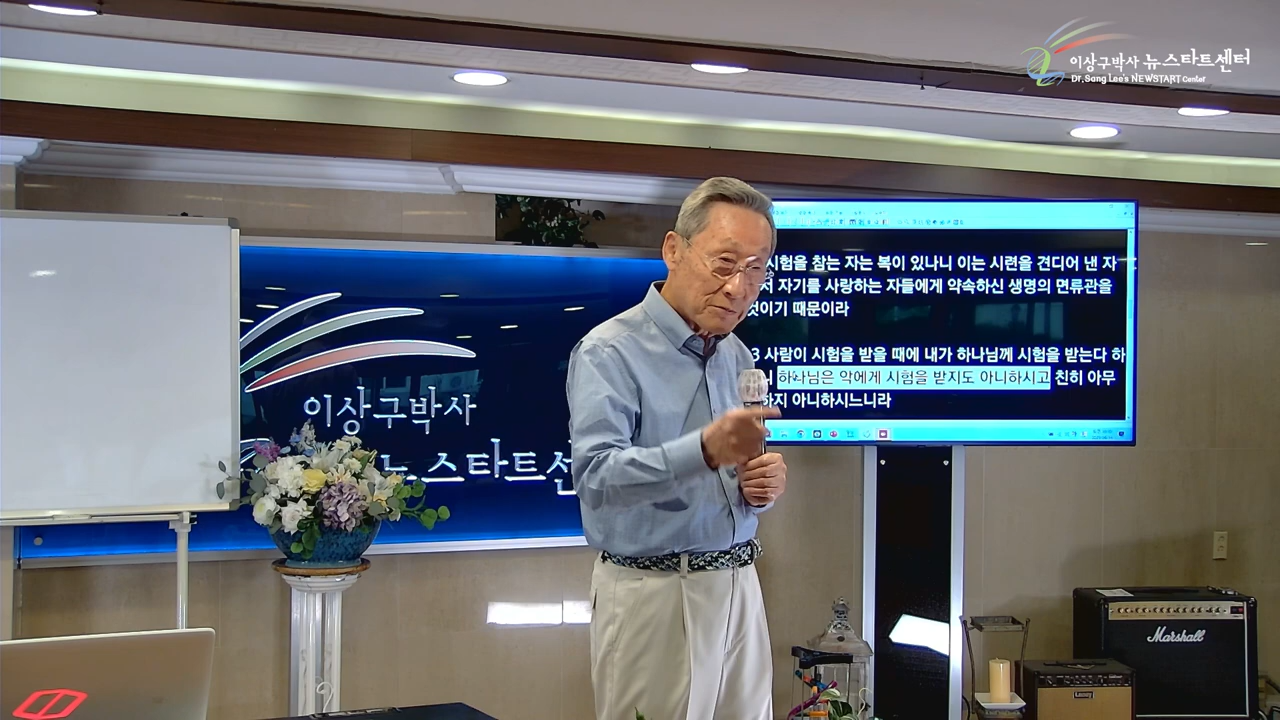 이상구박사 뉴스타트센터
Dr. Sang Lee's NEWSTART Center
시험을 참는 자는 복이 있나니 이는 시련을 견디어 낸 자
자기를 사랑하는 자들에게 약속하신 생명의 면류관을
것이기 때문이라
3 사람이 시험을 받을 때에 내가 하나님께 시험을 받는다 하
하나님은 악에게 시험을 받지도 아니하시고 친히 아무
하지 아니하시느니라
이상구박사
뉴스타트센
Marshall
Laney